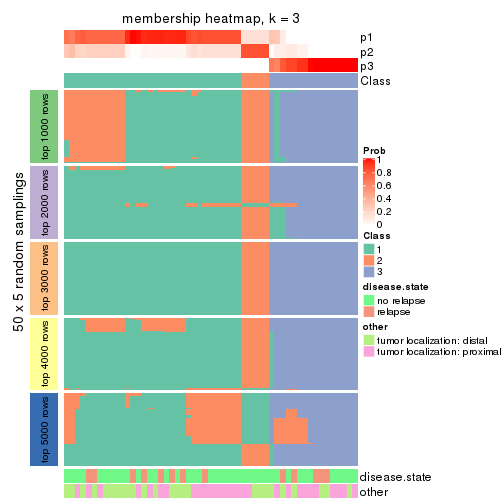 membership heatmap, k = 3
p1
p2
p3
Class
50 x 5 random samplings
top 1000 rows
top 2000 rows
top 3000 rows
top 4000 rows
top 5000 rows
Prob
1
0.8
0.6
0.4
0.2
0
Class
1
2
3
disease.state
no relapse
relapse
other
tumor localization: distal
tumor localization: proximal
disease.state
other